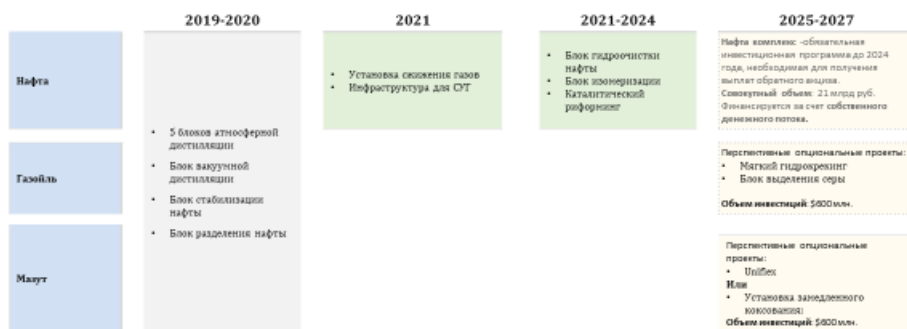 2019-2020
2021
2021-2024
2025-2027
Нафта
Газойль
Мазут
• 5 блоков атмосферной
дистилляции
• Блок вакуумной
дистилляции
• Блок стабилизации
нафты
• Блок разделения нафты
• Установка сжижения газов
• Инфраструктура для СУГ
• Блок гидроочистки
нафты
• Блок изомеризации
• Каталитический
риформинг
Нафта комплекс -обязательная
инвестиционная программа до 2024
года, необходимая для получения
выплат обратного акциза.
Совокупный объем: 21 млрд руб.
Финансируется за счет собственного
денежного потока.
Перспективные опциональные проекты:
• Мягкий гидрокрекинг
• Блок выделения серы
Объем инвестиций: $600млн.
Перспективные опциональные
проекты:
• Uniflex
Или
• Установка замедленного
коксования;
Объем инвестиций: $600млн.